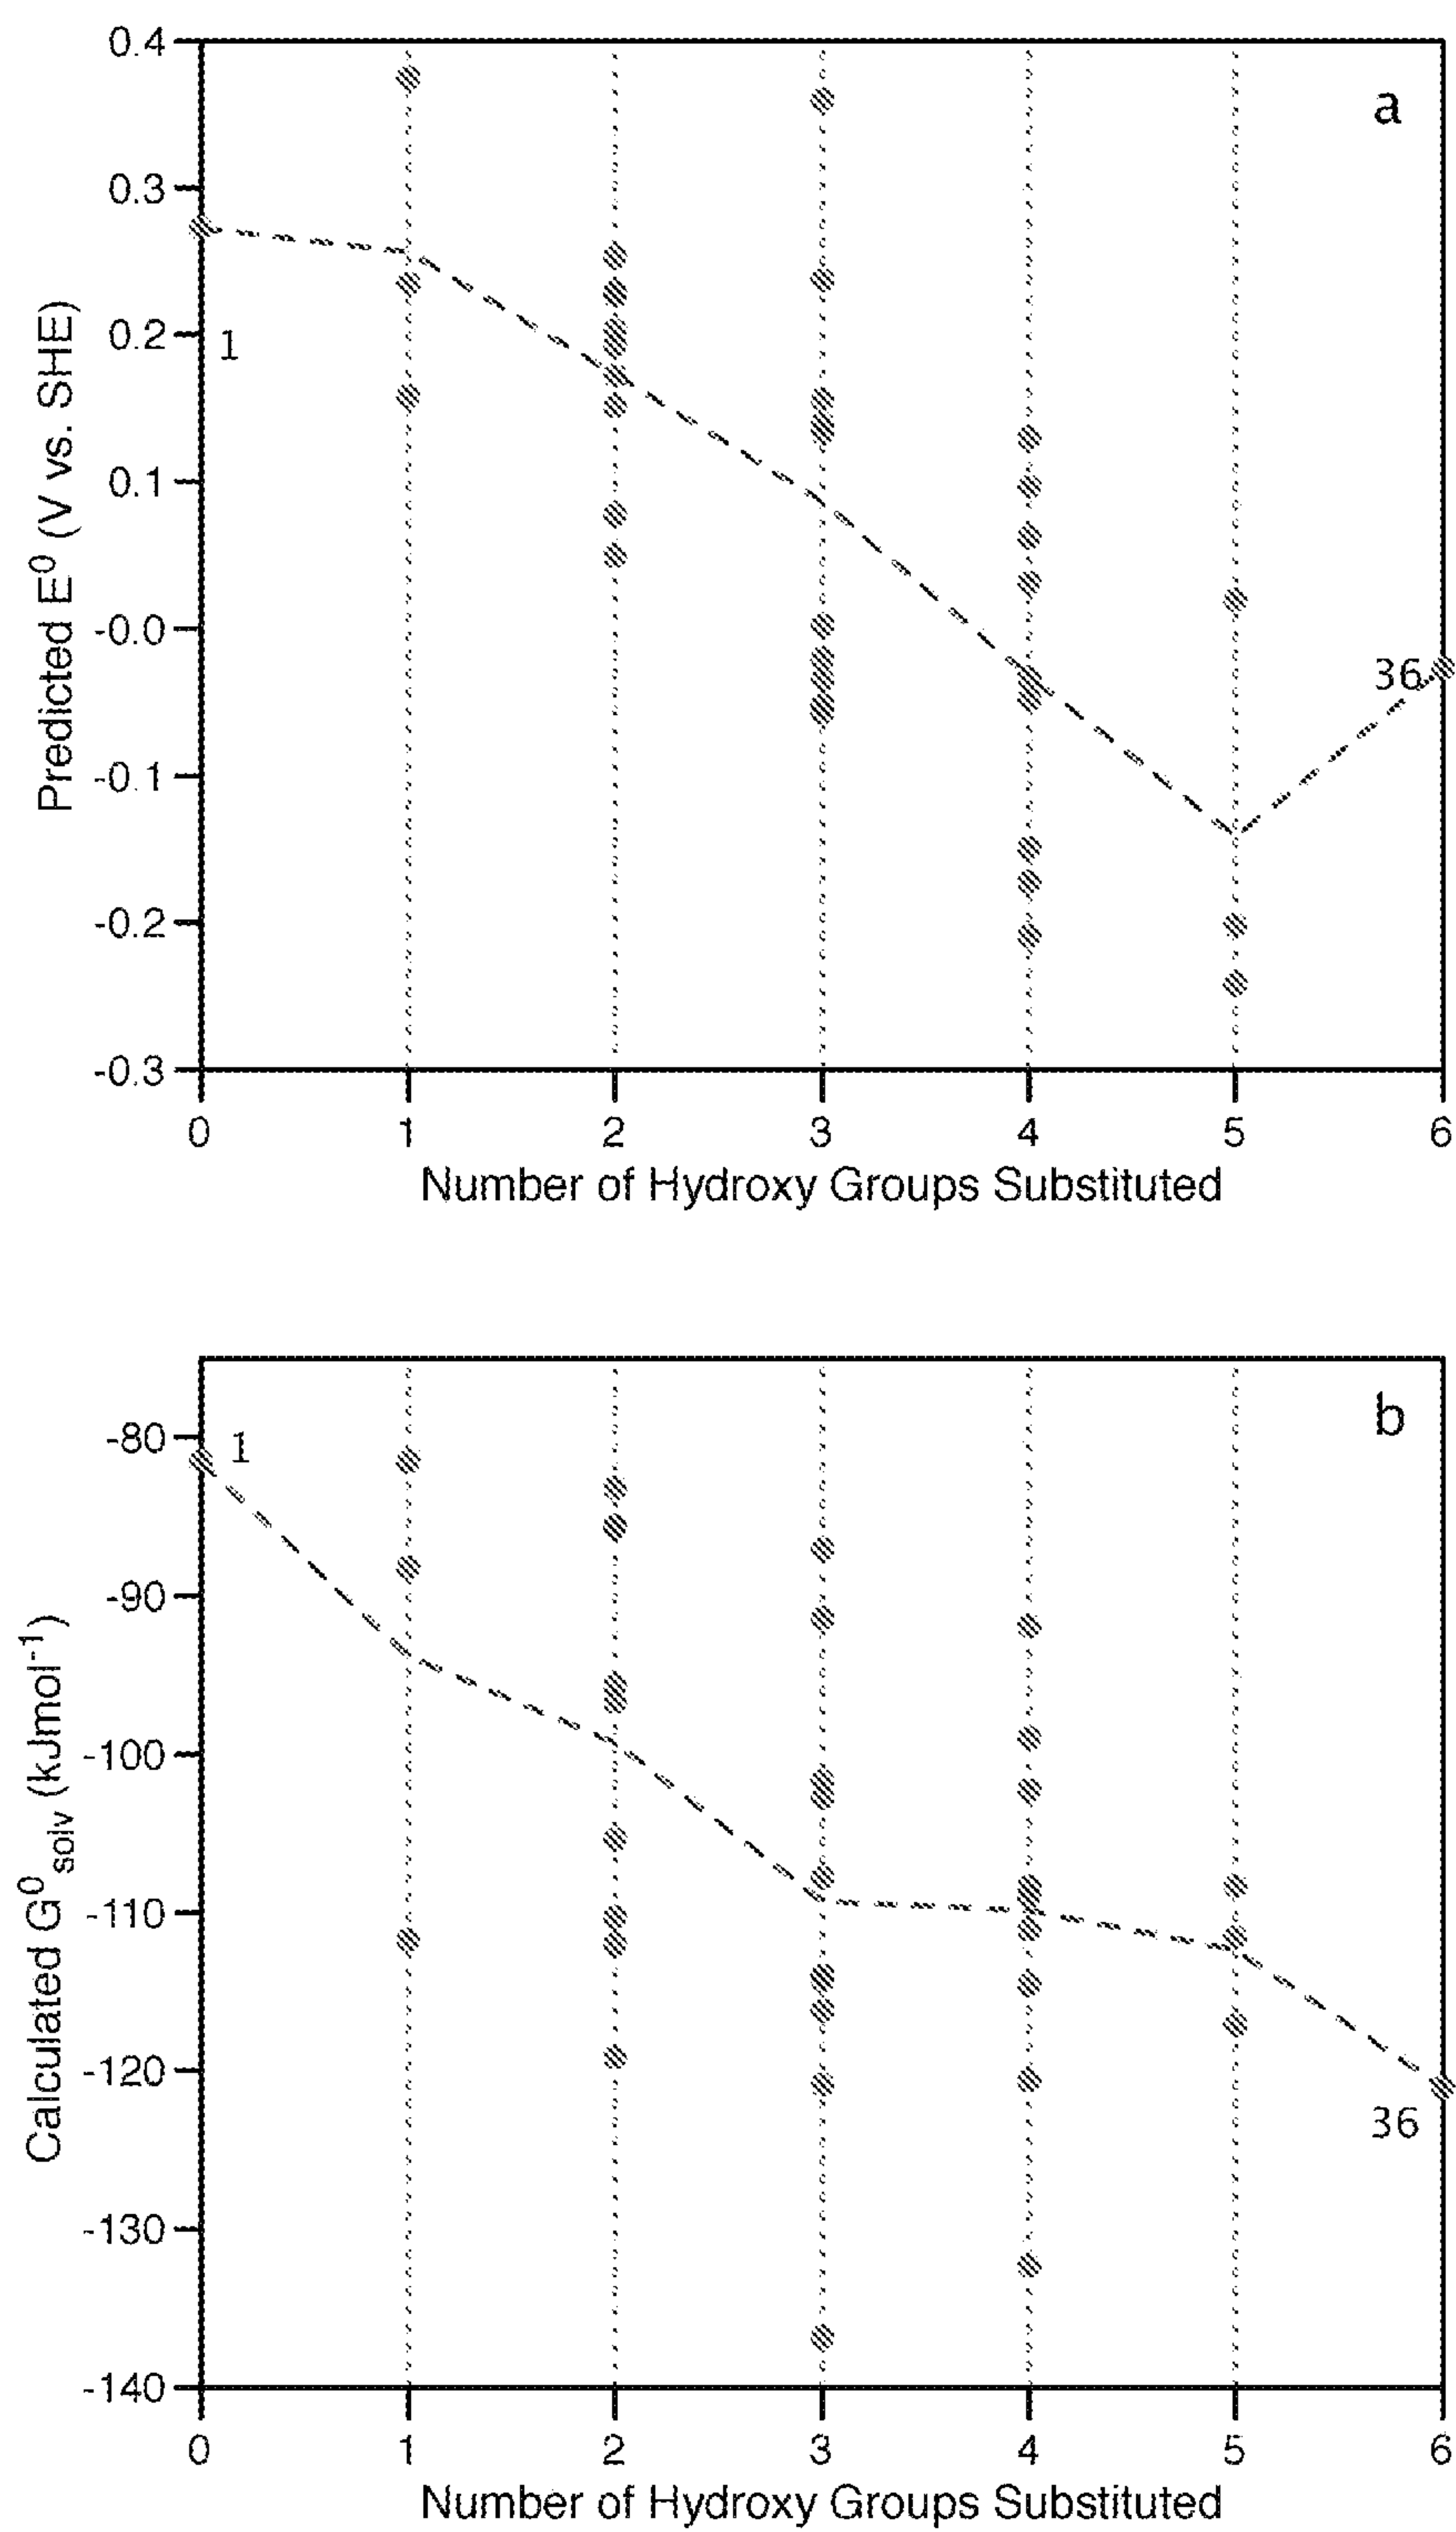 a
0.4
0.3
0.2
0.1
-0.0
-0.1
-0.2
-0.3
Predicted E⁰ (V vs. SHE)
1
36
0 1 2 3 4 5 6
Number of Hydroxy Groups Substituted
b
-80
-90
-100
-110
-120
-130
-140
Calculated G⁰solv (kJmol⁻¹)
1
36
0 1 2 3 4 5 6
Number of Hydroxy Groups Substituted